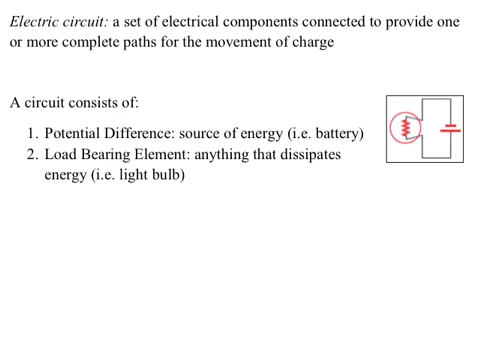 Electric circuit: a set of electrical components connected to provide one
or more complete paths for the movement of charge
A circuit consists of:
1. Potential Difference: source of energy (i.e. battery)
2. Load Bearing Element: anything that dissipates
energy (i.e. light bulb)